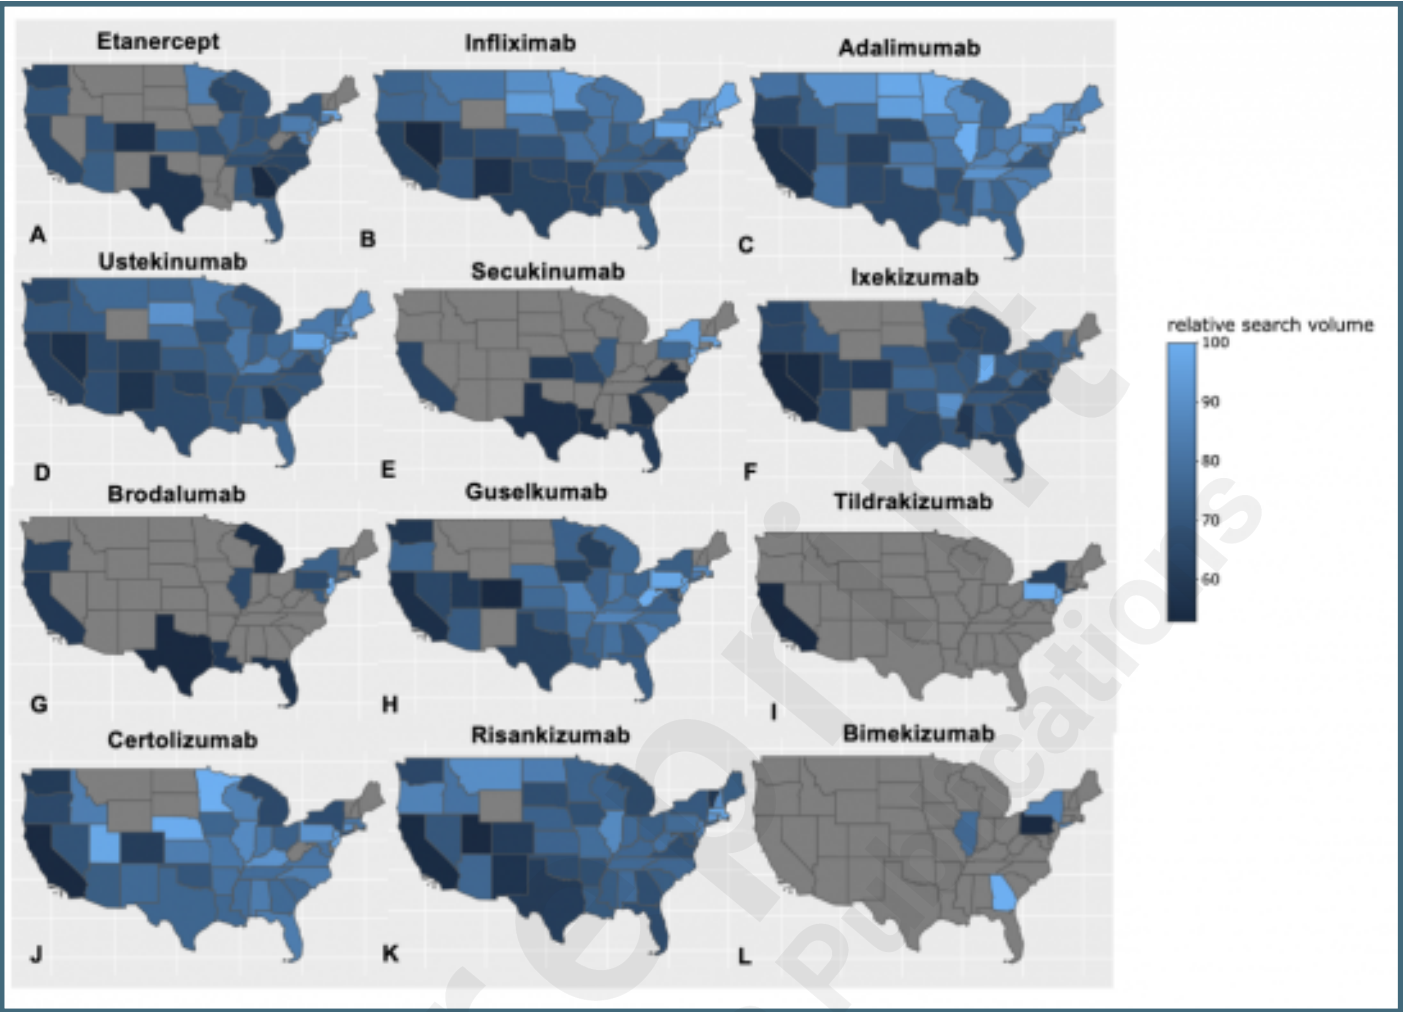 Etanercept
Infliximab
Adalimumab
A
B
C
Ustekinumab
Secukinumab
Ixekizumab
relative search volume
100
90
80
70
60
D
E
F
Brodalumab
Guselkumab
Tildrakizumab
G
H
I
Certolizumab
Risankizumab
Bimekizumab
J
K
L
Publications